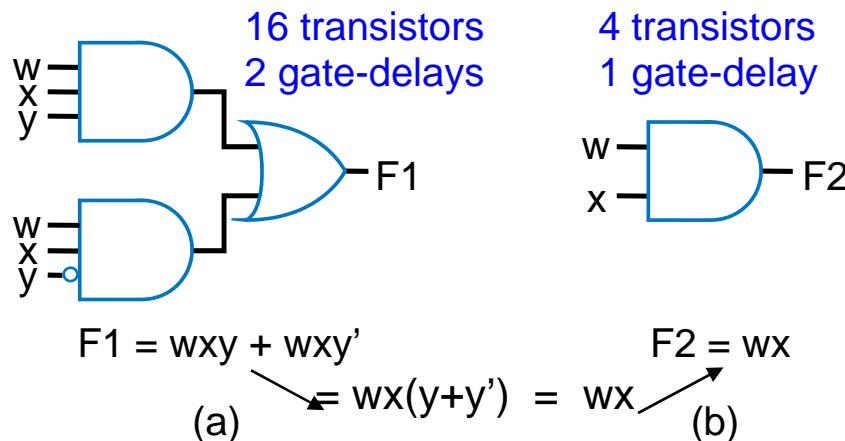 16 transistors
2 gate-delays
4 transistors
1 gate-delay
w
x
y
F1
w
x
y
w
x
F2
F1 = wxy + wxy’
F2 = wx
= wx(y+y’) = wx
(a)
(b)